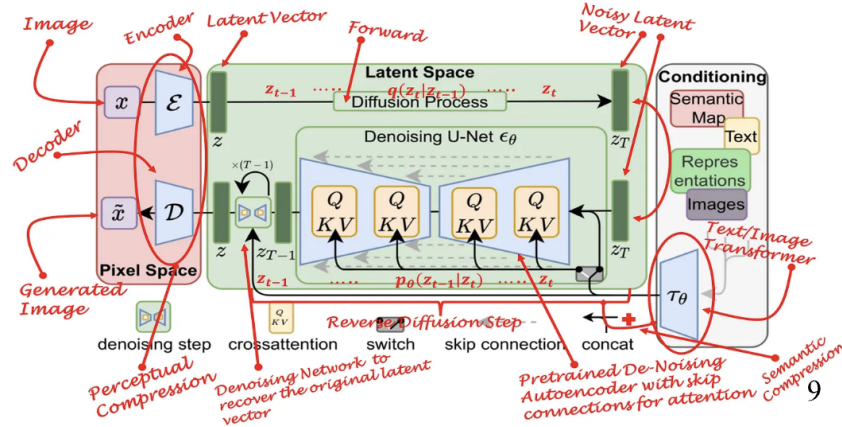 Image
Encoder
Latent Vector
Forward
Noisy Latent
Vector
Latent Space
Conditioning
x
ℰ
z_{t-1} ..... q(z_t|z_{t-1}) ..... z_t
Diffusion Process
Semantic
Map
Text
Repres
entations
Images
z
z_T
Decoder
Denoising U-Net ϵ_θ
×(T−1)
Q
KV
Q
KV
Q
KV
Q
KV
x̃
D
z
z_{T−1}
z_T
Pixel Space
z_{t-1} ..... p_θ(z_{t-1}|z_t) ..... z_t
Text/Image
Transformer
τ_θ
Generated
Image
Reverse Diffusion Step
Q
KV
+
denoising step
crossattention
switch
skip connection
concat
Perceptual
Compression
Denoising Network to
recover the original latent
vector
Pretrained De-Noising
Autoencoder with skip
connections for attention
Semantic
Compression
9